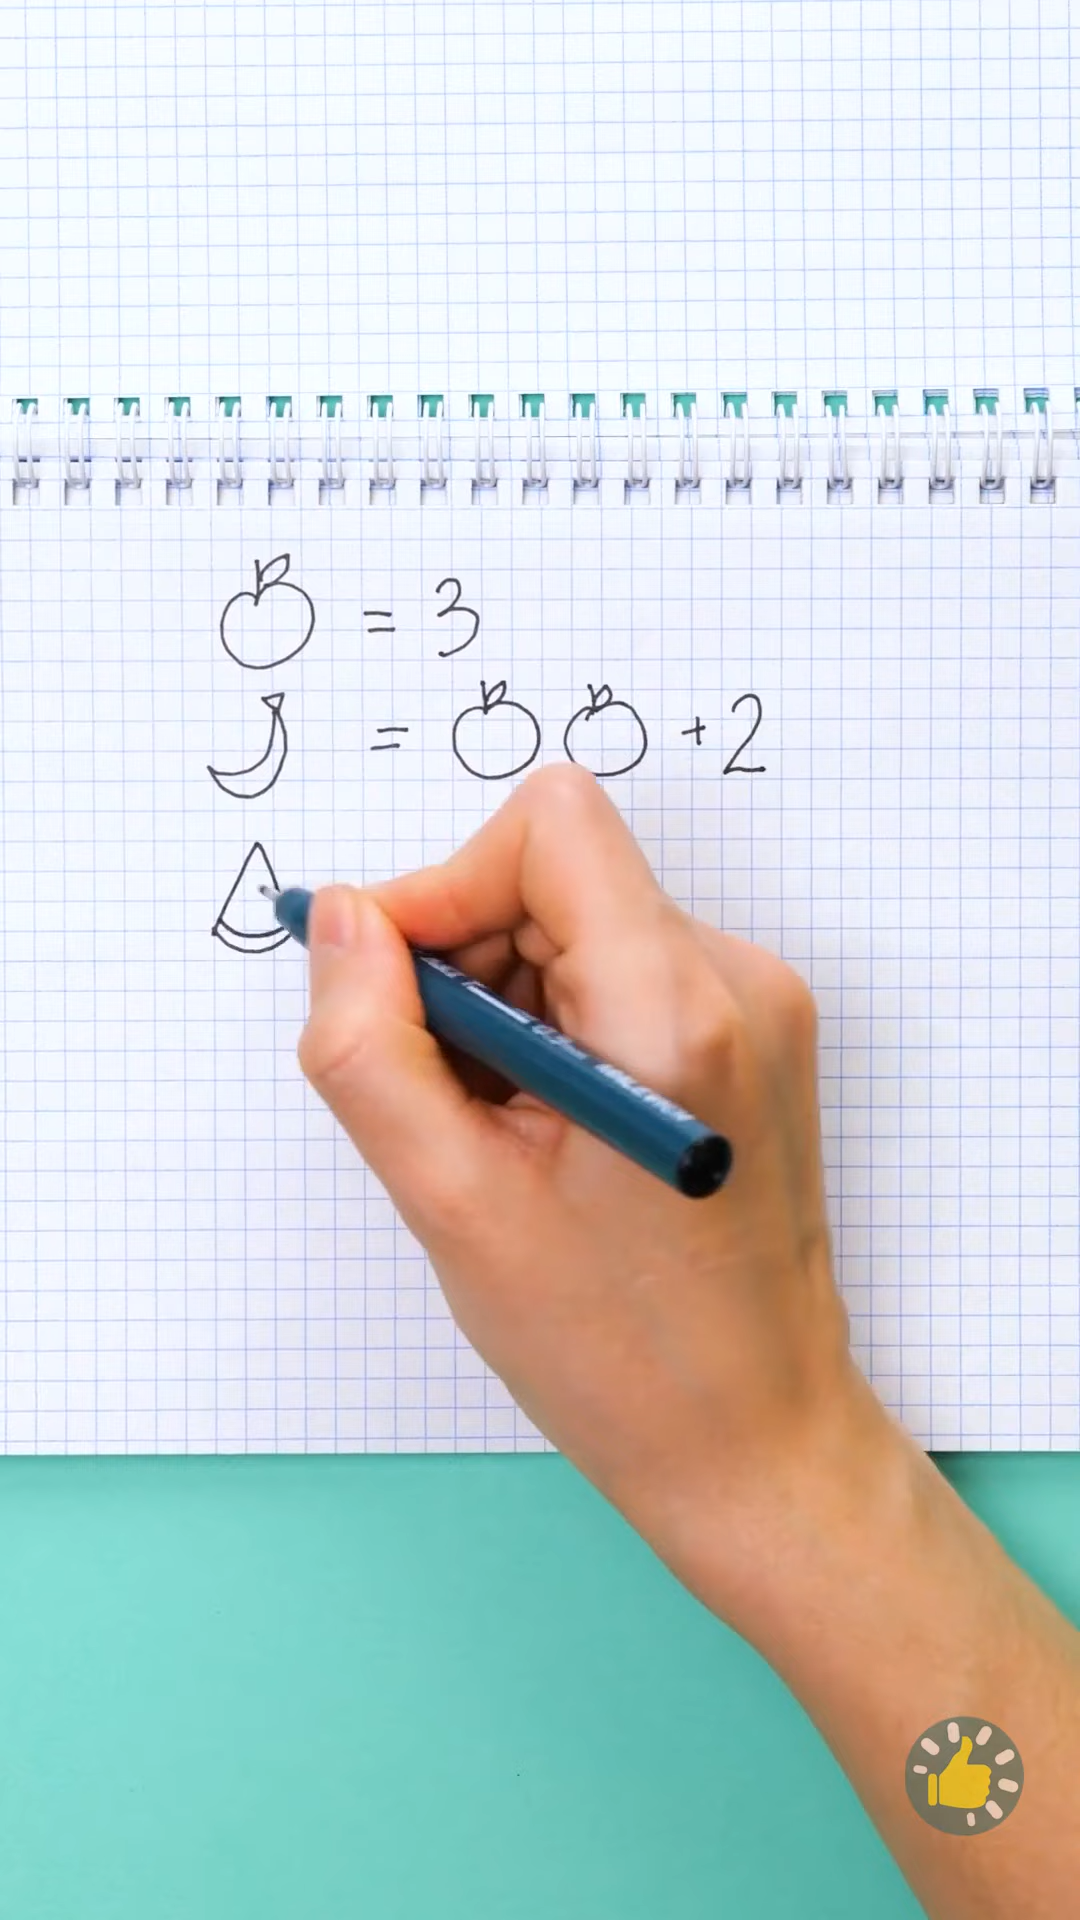 = 3
= + 2